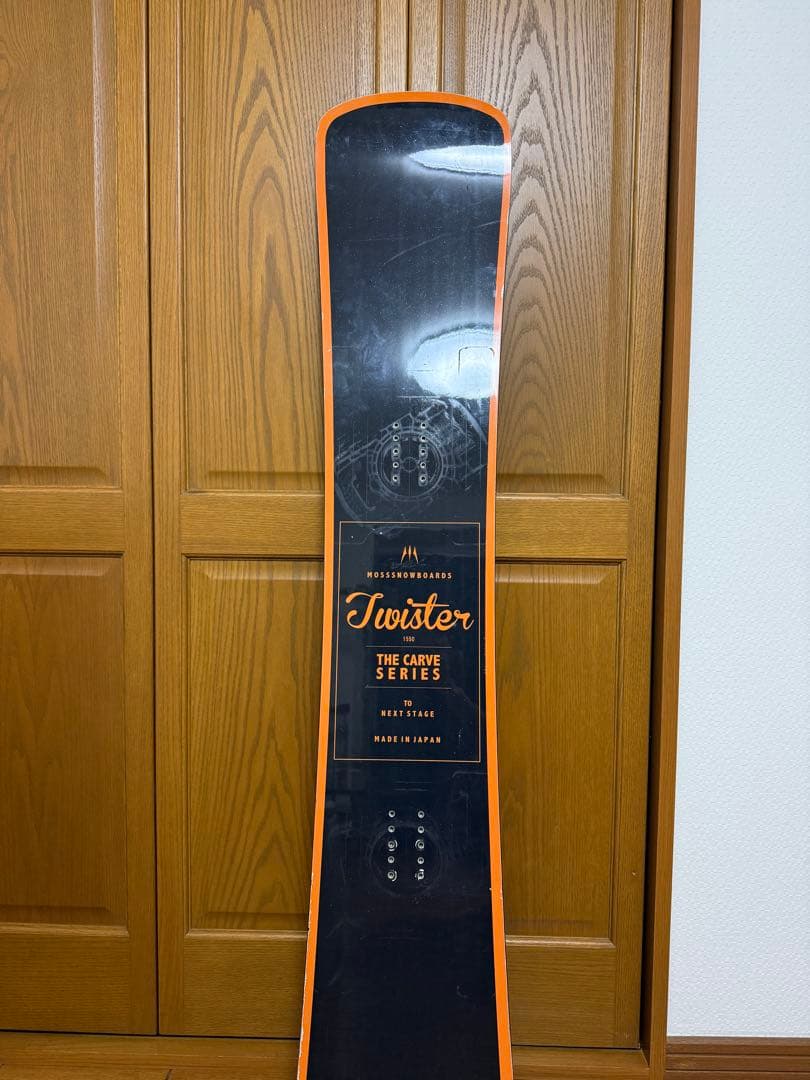 MOSSSNOWBOARDS
Twister
1550
THE CARVE
SERIES
TO
NEXT STAGE
MADE IN JAPAN